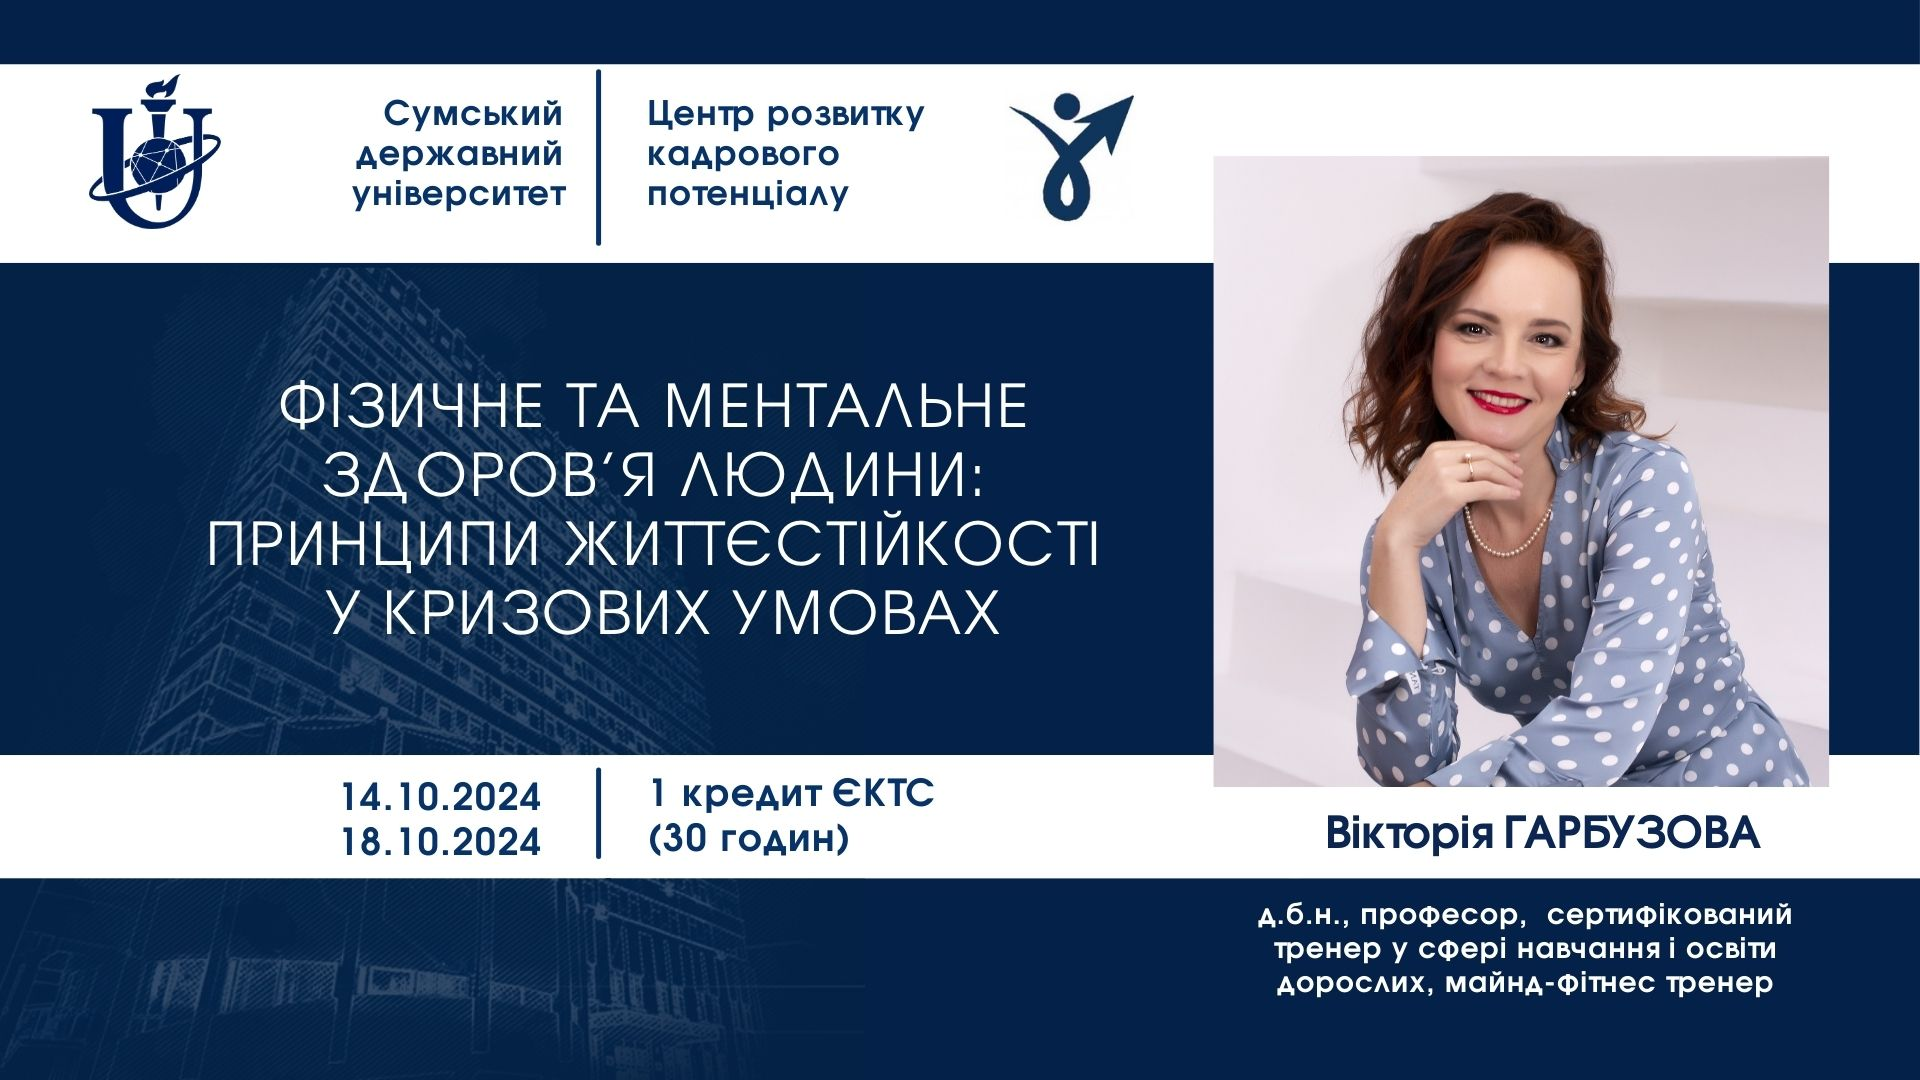 Сумський
державний
університет
Центр розвитку
кадрового
потенціалу
ФІЗИЧНЕ ТА МЕНТАЛЬНЕ
ЗДОРОВ’Я ЛЮДИНИ:
ПРИНЦИПИ ЖИТТЄСТІЙКОСТІ
У КРИЗОВИХ УМОВАХ
14.10.2024
18.10.2024
1 кредит ЄКТС
(30 годин)
Вікторія ГАРБУЗОВА
д.б.н., професор, сертифікований
тренер у сфері навчання і освіти
дорослих, майнд-фітнес тренер